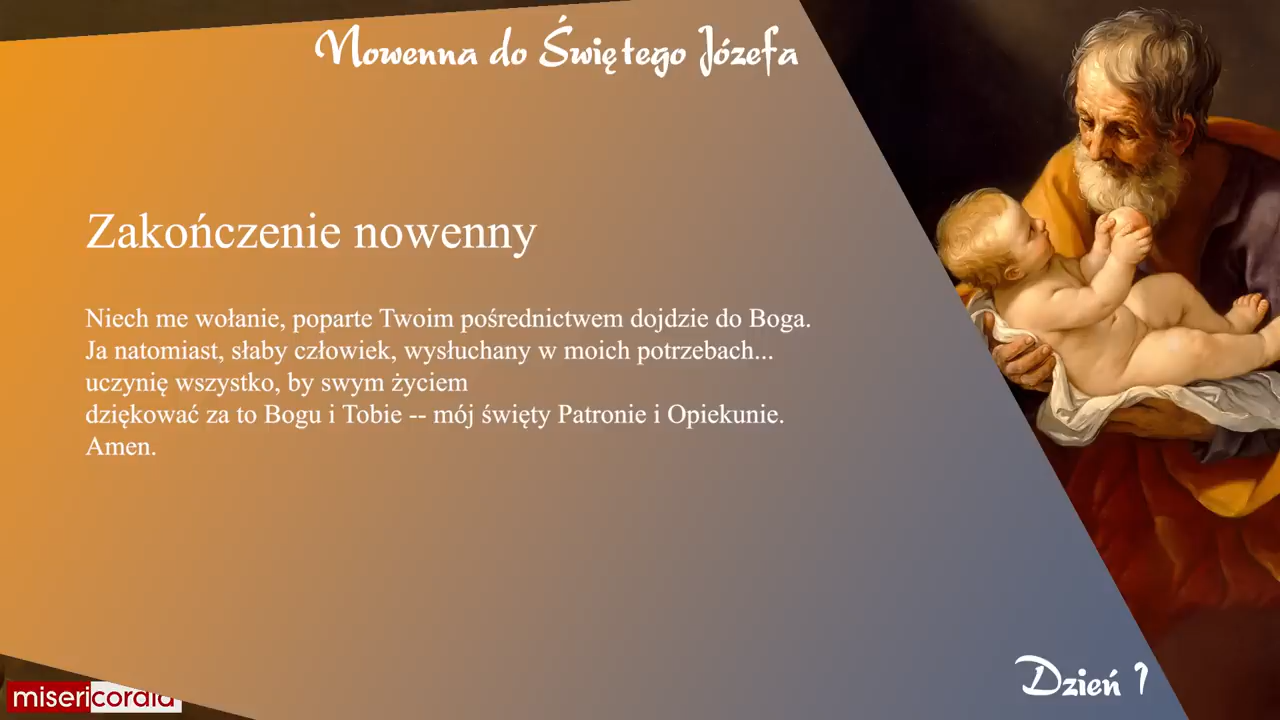 Nowenna do Świętego Józefa
Zakończenie nowenny
Niech me wołanie, poparte Twoim pośrednictwem dojdzie do Boga.
Ja natomiast, słaby człowiek, wysłuchany w moich potrzebach...
uczynię wszystko, by swym życiem
dziękować za to Bogu i Tobie -- mój święty Patronie i Opiekunie.
Amen.
Dzień 1
misericordia